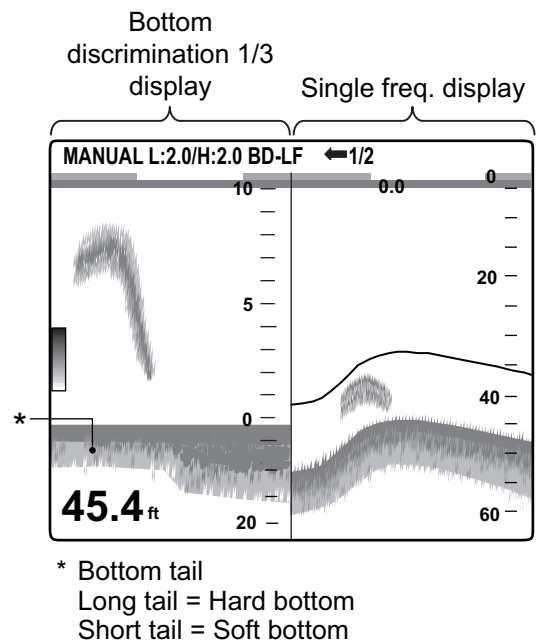 Bottom
discrimination 1/3
display
Single freq. display
MANUAL L:2.0/H:2.0 BD-LF 1/2
10
5
0
20
0.0
0
20
40
60
*
45.4 ft
* Bottom tail
Long tail = Hard bottom
Short tail = Soft bottom